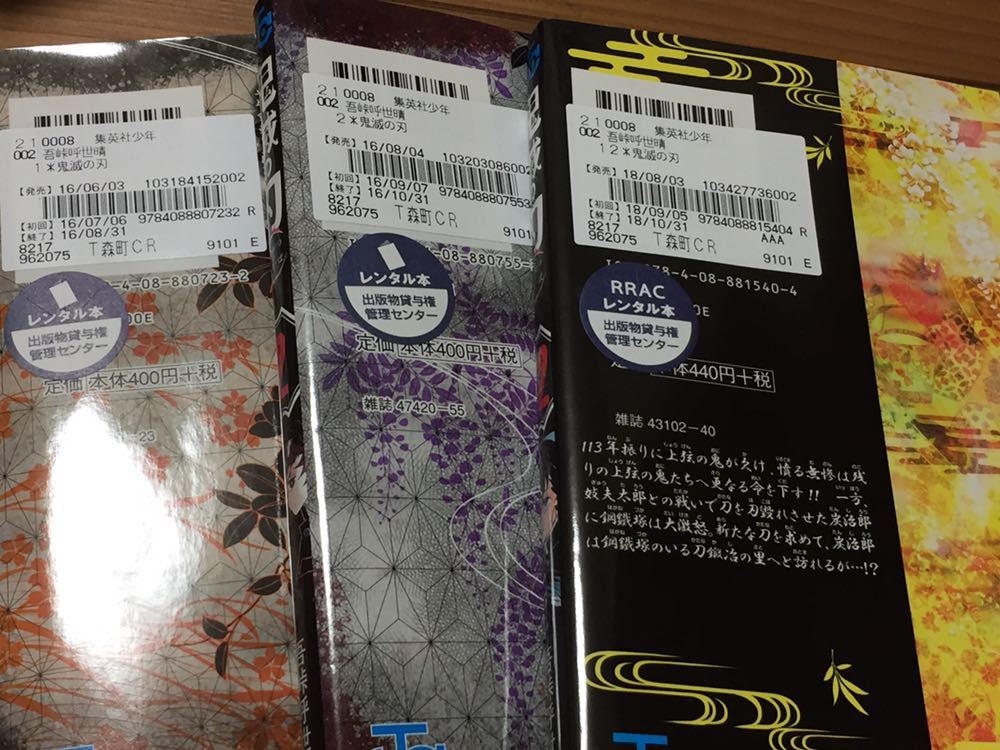 210008 集英社少年
002 吾峠呼世晴
1＊鬼滅の刃
【発売】16/06/03 103184152002
【初回】16/07/06 9784088807232 R
【終了】16/08/31
8217
962075 T森町CR 9101 E
4-08-880723-2
レンタル本
出版物貸与権
管理センター
定価 本体400円+税
210008 集英社少年
002 吾峠呼世晴
2＊鬼滅の刃
【発売】16/08/04 103203086002
【初回】16/09/07
【終了】16/10/31
8217
962075 T森町CR 9101
レンタル本
出版物貸与権
管理センター
定価 本体400円+税
雑誌 47420-55
210008 集英社少年
002 吾峠呼世晴
12＊鬼滅の刃
【発売】18/08/03 103427736002
【初回】18/09/05 9784088815404 R
【終了】18/10/31 AAA
8217
962075 T森町CR 9101 E
978-4-08-881540-4
RRAC
レンタル本
出版物貸与権
管理センター
体440円+税
雑誌 43102-40
113年振りに上弦の鬼が欠け、憤る無惨は残
りの上弦の鬼たちへ更なる命を下す!! 一方、
妓夫太郎との戦いで刀を刃毀れさせた炭治郎
に鋼鐵塚は大激怒。新たな刀を求めて、炭治郎
は鋼鐵塚のいる刀鍛冶の里へと訪れるが…!?